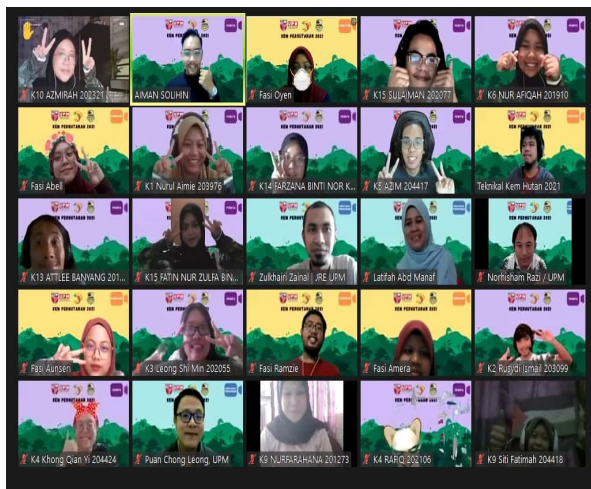 K10 AZMIRAH 202321
AIMAN SOLIHIN
Fasi Oyen
K15 SULAIMAN 202077
K6 NUR AFIQAH 201910
Fasi Abell
K1 Nurul Aimie 203976
K14 FARZANA BINTI NOR K...
K5 AZIM 204417
Teknikal Kem Hutan 2021
K13 ATTLEE BANYANG 201...
K15 FATIN NUR ZULFA BIN...
Zulkhairi Zainal | JRE UPM
Latifah Abd Manaf
Norhisham Razi / UPM
Fasi Aunsen
K3 Leong Shi Min 202055
Fasi Ramzie
Fasi Amera
K2 Rusydi Ismail 203099
K4 Khong Qian Yi 204424
Puan Chong Leong, UPM
K9 NURFARAHANA 201273
K4 RAFIQ 202106
K9 Siti Fatimah 204418
KEM PERHUTANAN 2021